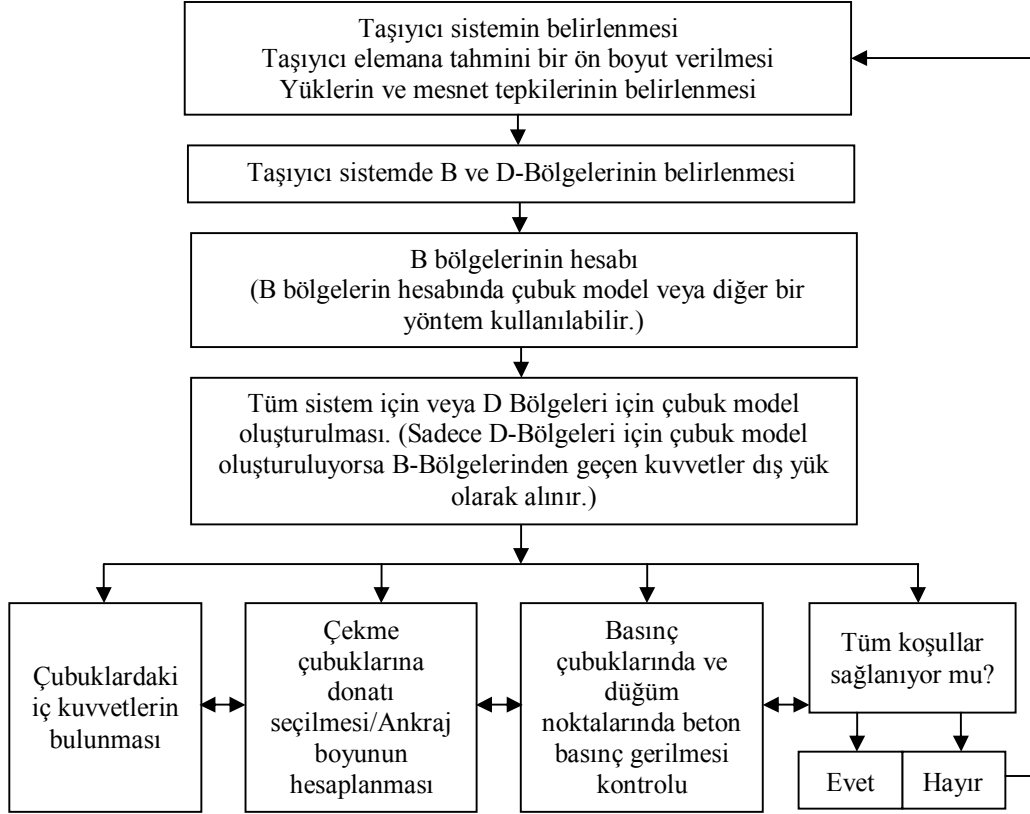 Taşıyıcı sistemin belirlenmesi
Taşıyıcı elemana tahmini bir ön boyut verilmesi
Yüklerin ve mesnet tepkilerinin belirlenmesi
Taşıyıcı sistemde B ve D-Bölgelerinin belirlenmesi
B bölgelerinin hesabı
(B bölgelerin hesabında çubuk model veya diğer bir
yöntem kullanılabilir.)
Tüm sistem için veya D Bölgeleri için çubuk model
oluşturulması. (Sadece D-Bölgeleri için çubuk model
oluşturuluyorsa B-Bölgelerinden geçen kuvvetler dış yük
olarak alınır.)
Çubuklardaki
iç kuvvetlerin
bulunması
Çekme
çubuklarına
donatı
seçilmesi/Ankraj
boyunun
hesaplanması
Basınç
çubuklarında ve
düğüm
noktalarında beton
basınç gerilmesi
kontrolu
Tüm koşullar
sağlanıyor mu?
Evet
Hayır